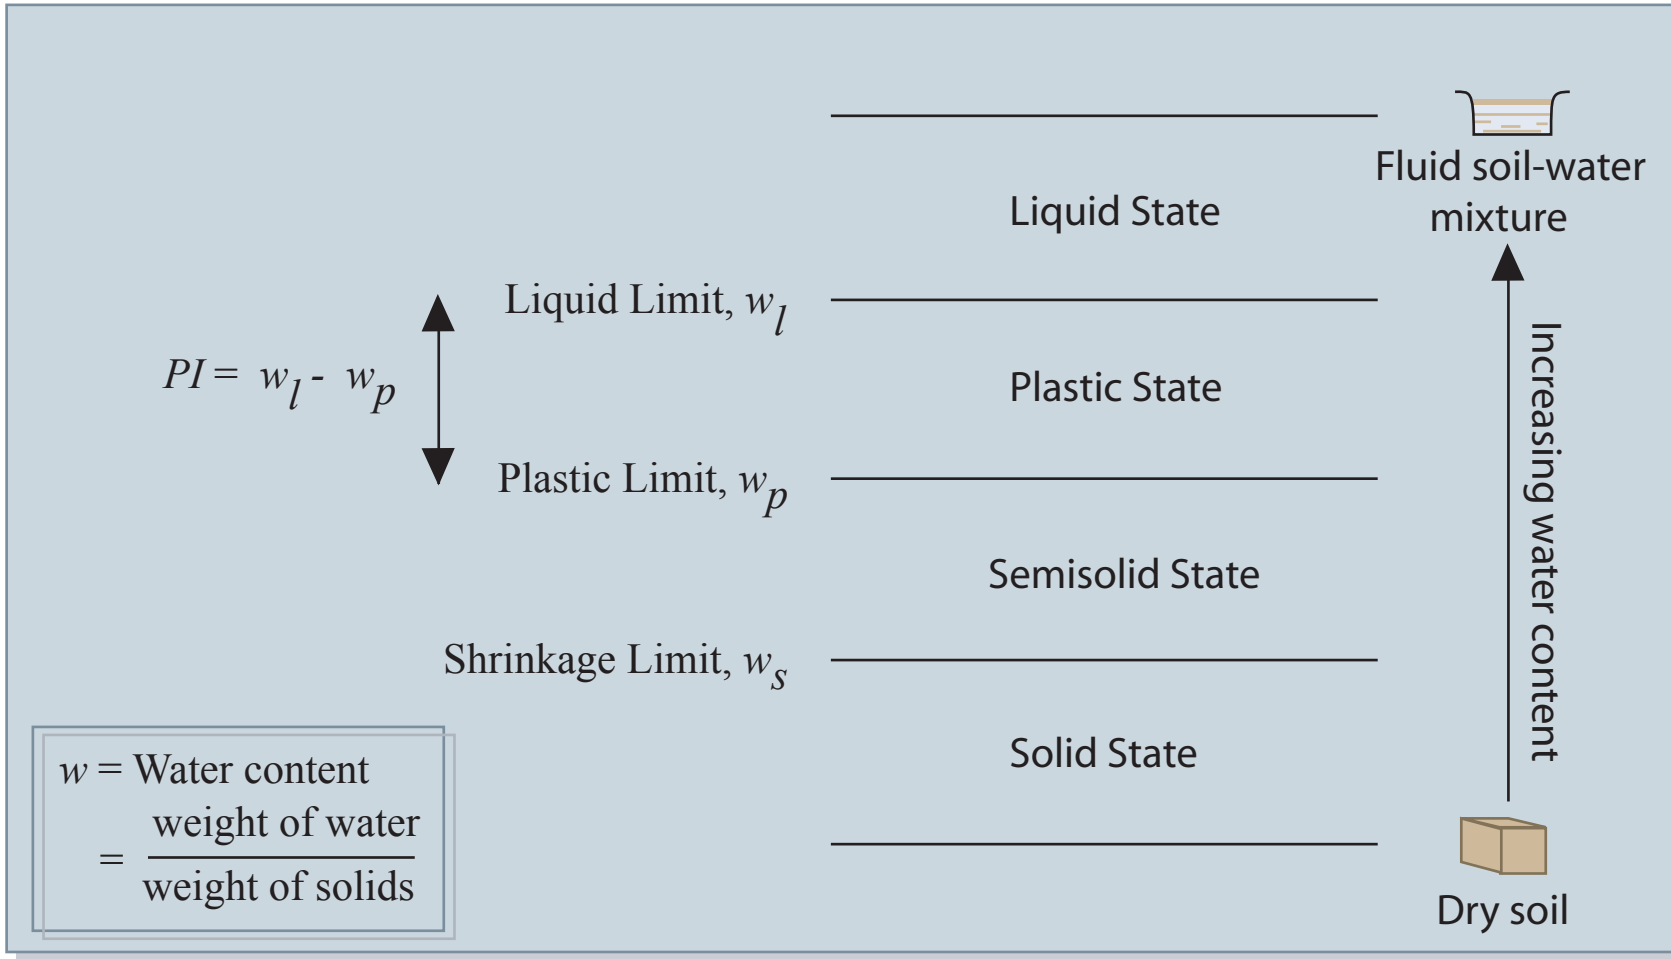 Fluid soil-water
mixture
Liquid State
Liquid Limit, wl
PI = wl - wp
Plastic State
Plastic Limit, wp
Increasing water content
Semisolid State
Shrinkage Limit, ws
Solid State
w = Water content
weight of water
=
weight of solids
Dry soil